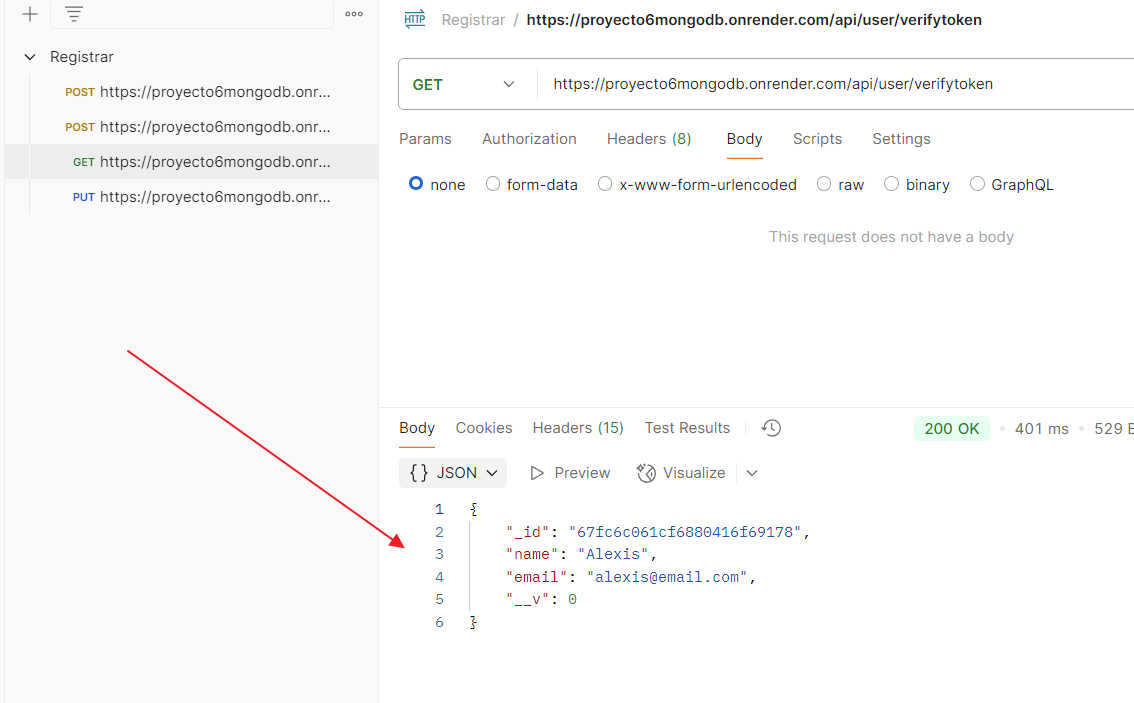 Registrar
POST https://proyecto6mongodb.onr...
POST https://proyecto6mongodb.onr...
GET https://proyecto6mongodb.onr...
PUT https://proyecto6mongodb.onr...
HTTP Registrar / https://proyecto6mongodb.onrender.com/api/user/verifytoken
GET https://proyecto6mongodb.onrender.com/api/user/verifytoken
Params Authorization Headers (8) Body Scripts Settings
none form-data x-www-form-urlencoded raw binary GraphQL
This request does not have a body
Body Cookies Headers (15) Test Results 200 OK • 401 ms • 529
{} JSON Preview Visualize
1 {
2 "_id": "67fc6c061cf6880416f69178",
3 "name": "Alexis",
4 "email": "alexis@email.com",
5 "__v": 0
6 }